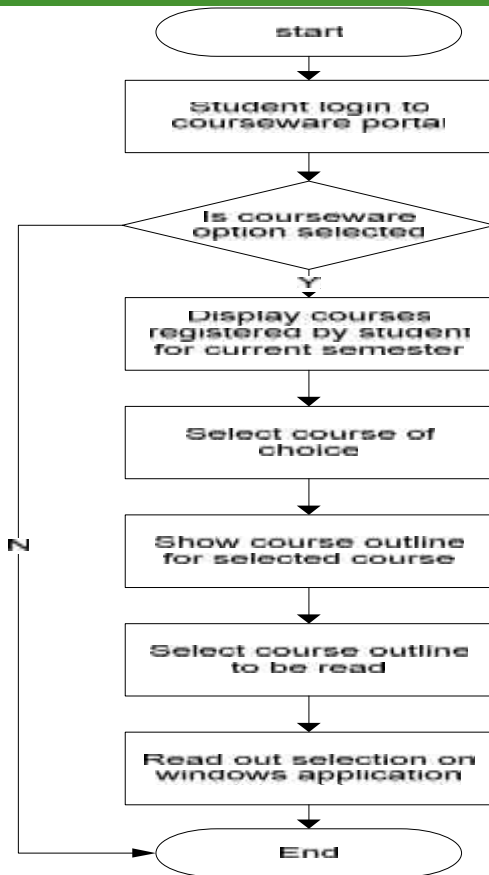 start
Student login to
courseware portal
Is courseware
option selected
Y
Display courses
registered by student
for current semester
Select course of
choice
N
Show course outline
for selected course
Select course outline
to be read
Read out selection on
windows application
End